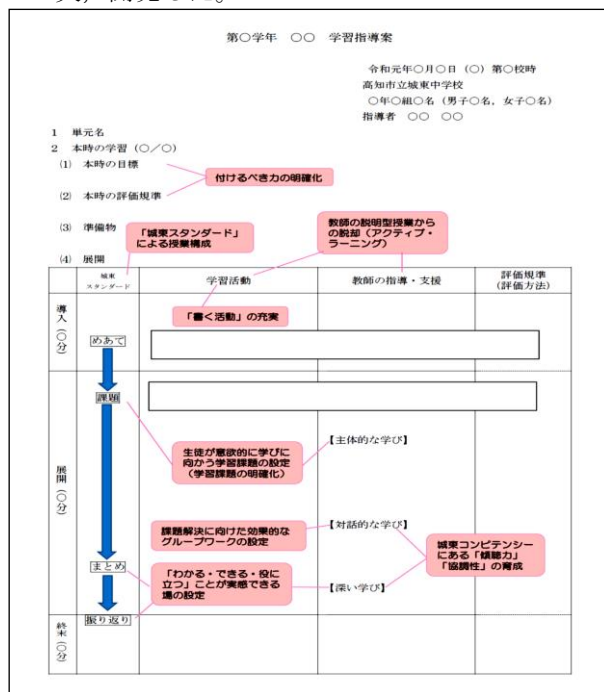 第○学年　○○　学習指導案
令和元年○月○日（○）第○校時
高知市立城東中学校
○年○組○名（男子○名，女子○名）
指導者　○○　○○
1　単元名
2　本時の学習（○／○）
(1)　本時の目標
付けるべき力の明確化
(2)　本時の評価規準
(3)　準備物
「城東スタンダード」
による授業構成
教師の説明型授業から
の脱却（アクティブ・
ラーニング）
(4)　展開
城東
スタンダード
学習活動
教師の指導・支援
評価規準
（評価方法）
導入（○分）
「書く活動」の充実
めあて
課題
展開（○分）
生徒が意欲的に学びに
向かう学習課題の設定
（学習課題の明確化）
【主体的な学び】
課題解決に向けた効果的な
グループワークの設定
【対話的な学び】
城東コンピテンシー
にある「傾聴力」
「協調性」の育成
まとめ
「わかる・できる・役に
立つ」ことが実感できる
場の設定
【深い学び】
終末（○分）
振り返り